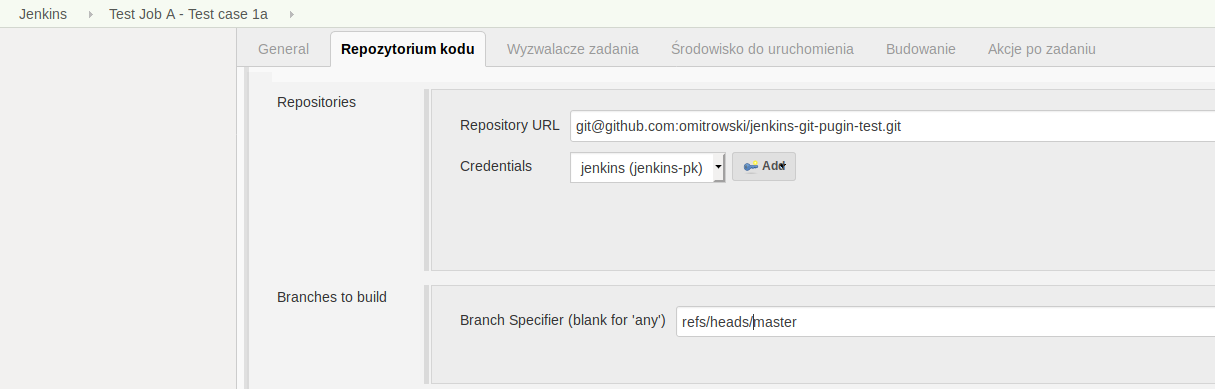 Jenkins Test Job A - Test case 1a
General Repozytorium kodu Wyzwalacze zadania Środowisko do uruchomienia Budowanie Akcje po zadaniu
Repositories
Repository URL git@github.com:omitrowski/jenkins-git-pugin-test.git
Credentials jenkins (jenkins-pk) Add
Branches to build
Branch Specifier (blank for 'any') refs/heads/master